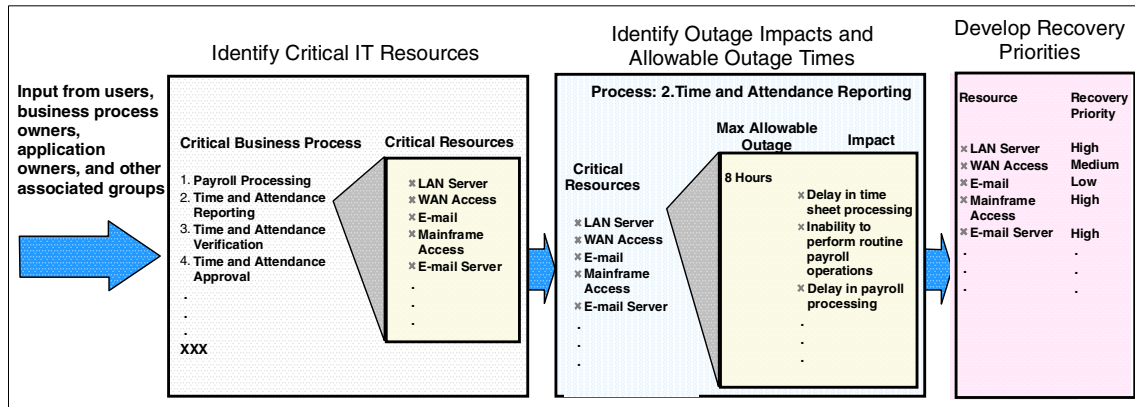 Identify Critical IT Resources
Identify Outage Impacts and
Allowable Outage Times
Develop Recovery
Priorities
Input from users,
business process
owners,
application
owners, and other
associated groups
Critical Business Process
1. Payroll Processing
2. Time and Attendance
Reporting
3. Time and Attendance
Verification
4. Time and Attendance
Approval
.
.
.
.
XXX
Critical Resources
× LAN Server
× WAN Access
× E-mail
× Mainframe
Access
× E-mail Server
.
.
.
Process: 2.Time and Attendance Reporting
Critical
Resources
× LAN Server
× WAN Access
× E-mail
× Mainframe
Access
× E-mail Server
.
.
.
Max Allowable
Outage
Impact
8 Hours
× Delay in time
sheet processing
× Inability to
perform routine
payroll
operations
× Delay in payroll
processing
.
.
.
Resource Recovery
Priority
× LAN Server High
× WAN Access Medium
× E-mail Low
× Mainframe High
Access
× E-mail Server High
. .
. .
. .